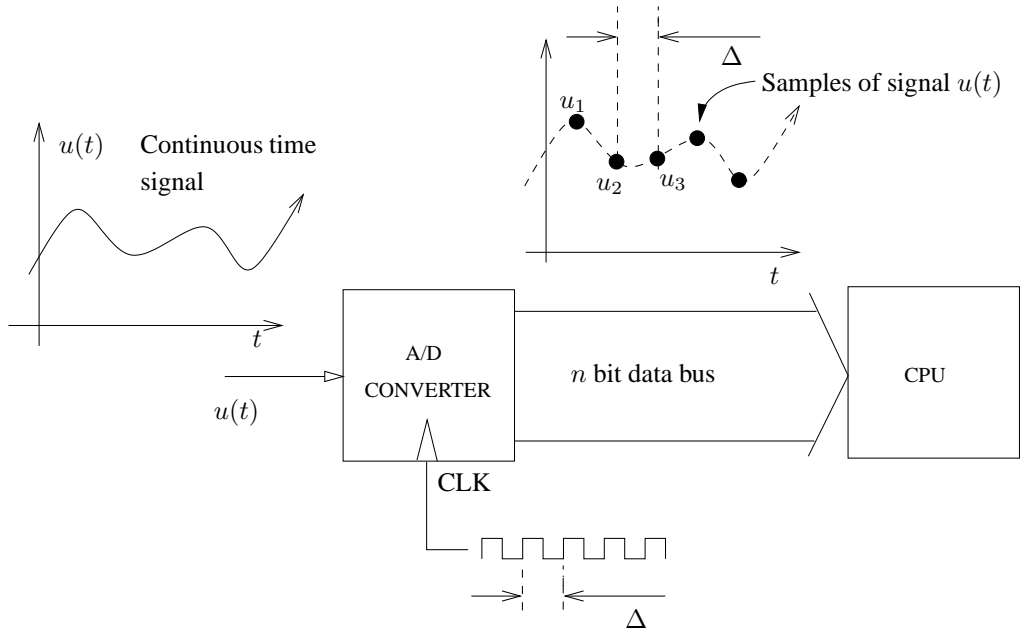 Δ
Samples of signal u(t)
u₁
u(t)
Continuous time
signal
u₂
u₃
t
t
A/D
CONVERTER
n bit data bus
CPU
u(t)
CLK
Δ